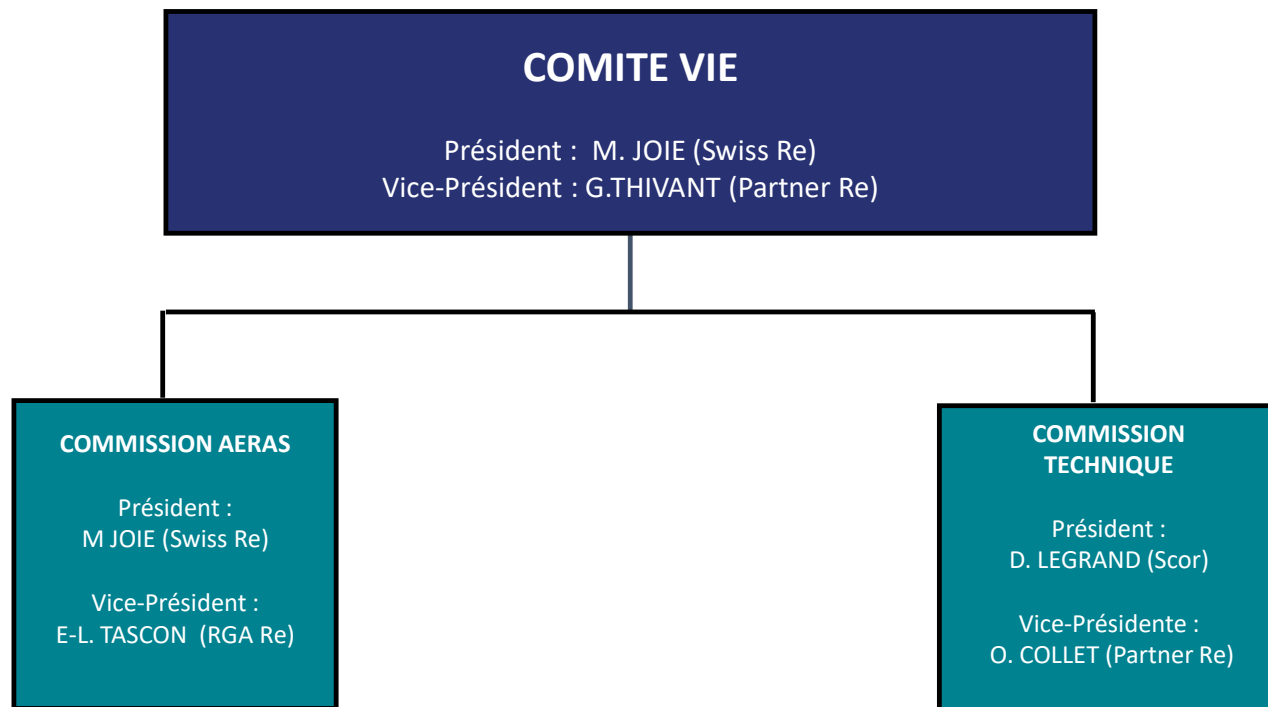 COMITE VIE
Président : M. JOIE (Swiss Re)
Vice-Président : G.THIVANT (Partner Re)
COMMISSION AERAS
Président :
M JOIE (Swiss Re)
Vice-Président :
E-L. TASCON (RGA Re)
COMMISSION
TECHNIQUE
Président :
D. LEGRAND (Scor)
Vice-Présidente :
O. COLLET (Partner Re)